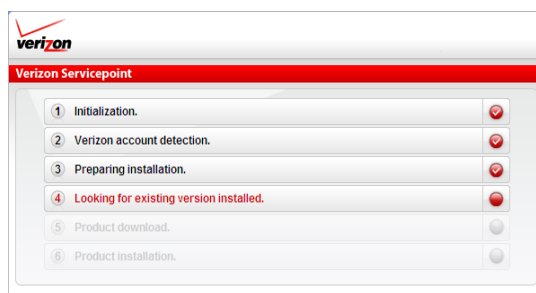 verizon
Verizon Servicepoint
1 Initialization.
2 Verizon account detection.
3 Preparing installation.
4 Looking for existing version installed.
5 Product download.
6 Product installation.